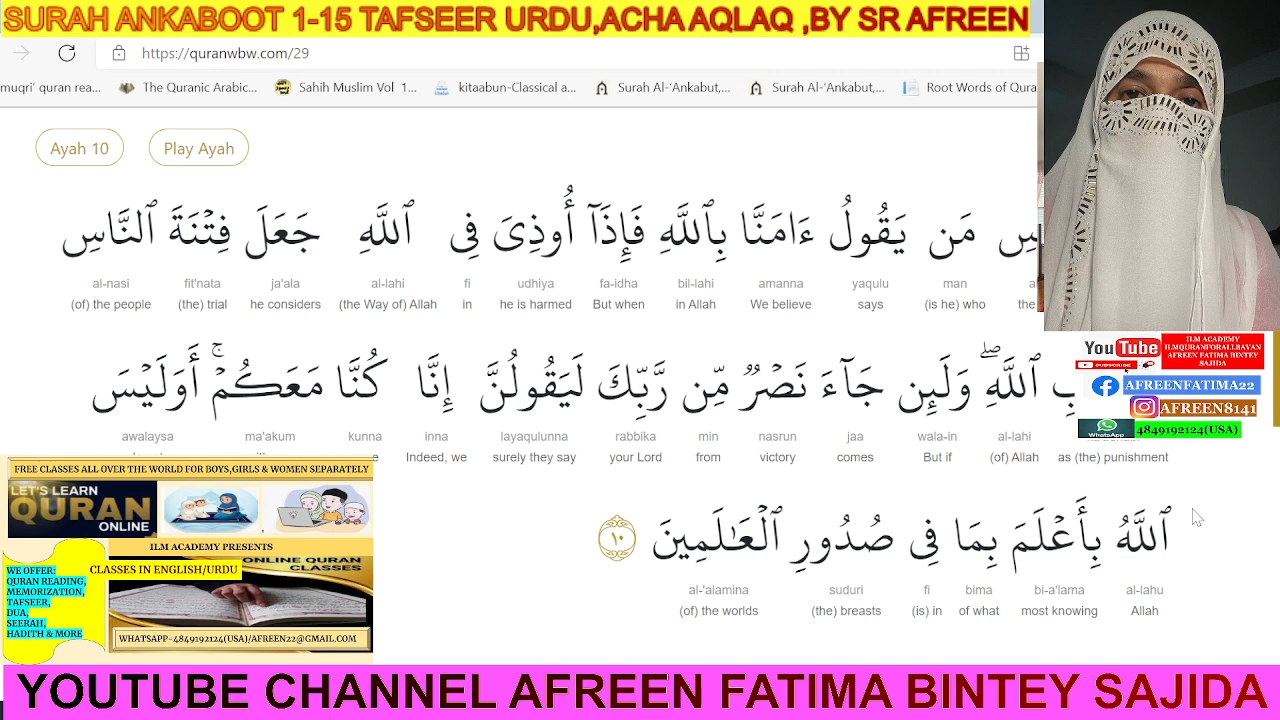 SURAH ANKABOOT 1-15 TAFSEER URDU,ACHA AQLAQ ,BY SR AFREEN
https://quranwbw.com/29
muqri' quran rea... The Quranic Arabic... Sahih Muslim Vol 1... kitaabun-Classical a... Surah Al-'Ankabut,... Surah Al-'Ankabut,... Root Words of Qura
Ayah 10 Play Ayah
مَن يَقُولُ ءَامَنَّا بِٱللَّهِ فَإِذَآ أُوذِىَ فِى ٱللَّهِ جَعَلَ فِتْنَةَ ٱلنَّاسِ
al-nasi fit'nata ja'ala al-lahi fi udhiya fa-idha bil-lahi amanna yaqulu man
(of) the people (the) trial he considers (the Way of) Allah in he is harmed But when in Allah We believe says (is he) who the
ٱللَّهِ ۖ وَلَئِن جَآءَ نَصْرٌ مِّن رَّبِّكَ لَيَقُولُنَّ إِنَّا كُنَّا مَعَكُمْ ۚ أَوَلَيْسَ
awalaysa ma'akum kunna inna layaqulunna rabbika min nasrun jaa wala-in al-lahi
Indeed, we surely they say your Lord from victory comes But if (of) Allah as (the) punishment
ٱللَّهُ بِأَعْلَمَ بِمَا فِى صُدُورِ ٱلْعَـٰلَمِينَ ١٠
al-'alamina suduri fi bima bi-a'lama al-lahu
(of) the worlds (the) breasts (is) in of what most knowing Allah
YouTube
SUBSCRIBE
ILM ACADEMY
ILMQURANFORALLBAYAN
AFREEN FATIMA BINTEY
SAJIDA
AFREENFATIMA22
AFREEN8141
WhatsApp
4849192124(USA)
FREE CLASSES ALL OVER THE WORLD FOR BOYS,GIRLS & WOMEN SEPARATELY
LET'S LEARN
QURAN
ONLINE
ILM ACADEMY PRESENTS
ONLINE QURAN
CLASSES
CLASSES IN ENGLISH/URDU
WE OFFER:
QURAN READING,
MEMORIZATION,
TAFSEER,
DUA,
SEERAH,
HADITH & MORE
WHATSAPP-4849192124(USA)/AFREEN22@GMAIL.COM
YOUTUBE CHANNEL AFREEN FATIMA BINTEY SAJIDA